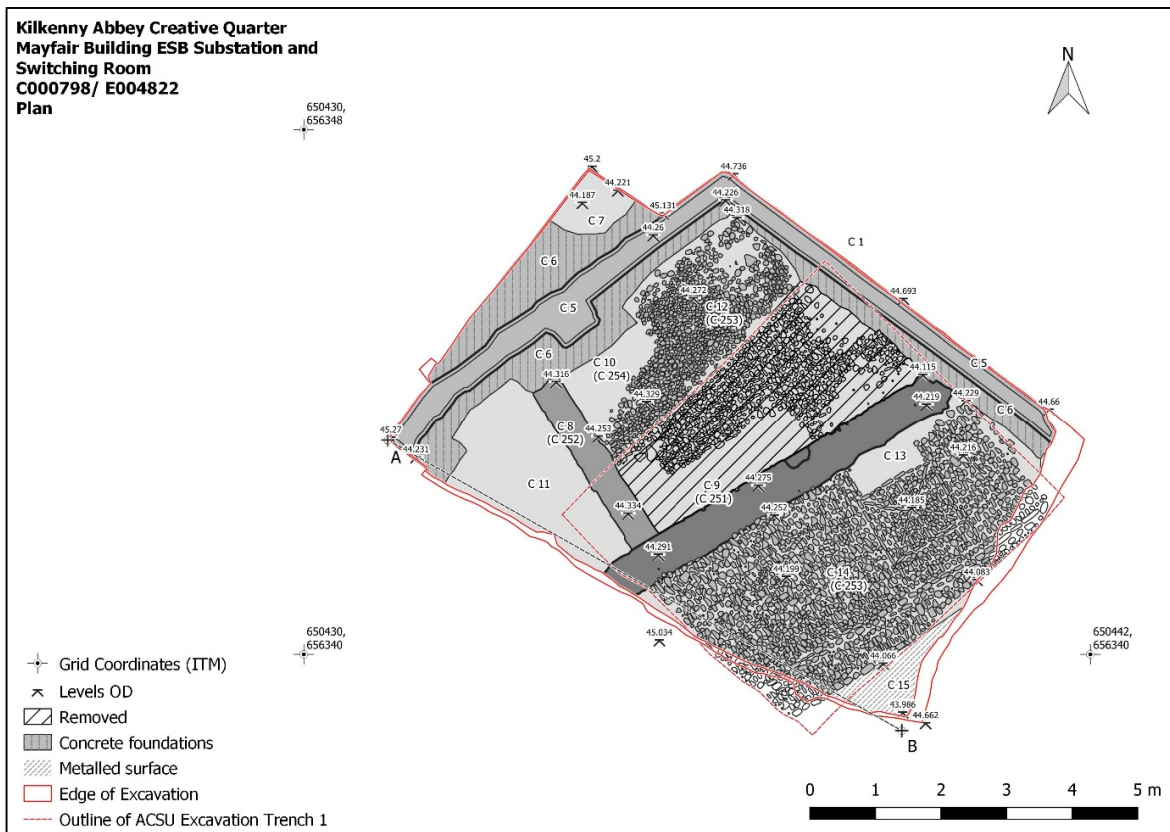 Kilkenny Abbey Creative Quarter
Mayfair Building ESB Substation and
Switching Room
C000798/ E004822
Plan
N
650430,
656348
45.2
44.736
44.221
44.187
44.226
45.131
44.318
C 7
44.26
C 1
C 6
44.272
44.693
C 5
C 12
(C 253)
C 6
C 10
(C 254)
44.316
44.115
C 5
44.329
44.219
44.229
44.66
C 6
45.27
C 8
(C 252)
44.253
A
44.231
44.216
C 13
C 11
C 9
(C 251)
44.275
44.185
44.334
44.252
44.291
44.199
C 14
(C 253)
44.083
650430,
656340
45.034
650442,
656340
44.066
C 15
43.986
44.662
B
Grid Coordinates (ITM)
Levels OD
Removed
Concrete foundations
Metalled surface
Edge of Excavation
Outline of ACSU Excavation Trench 1
0 1 2 3 4 5 m